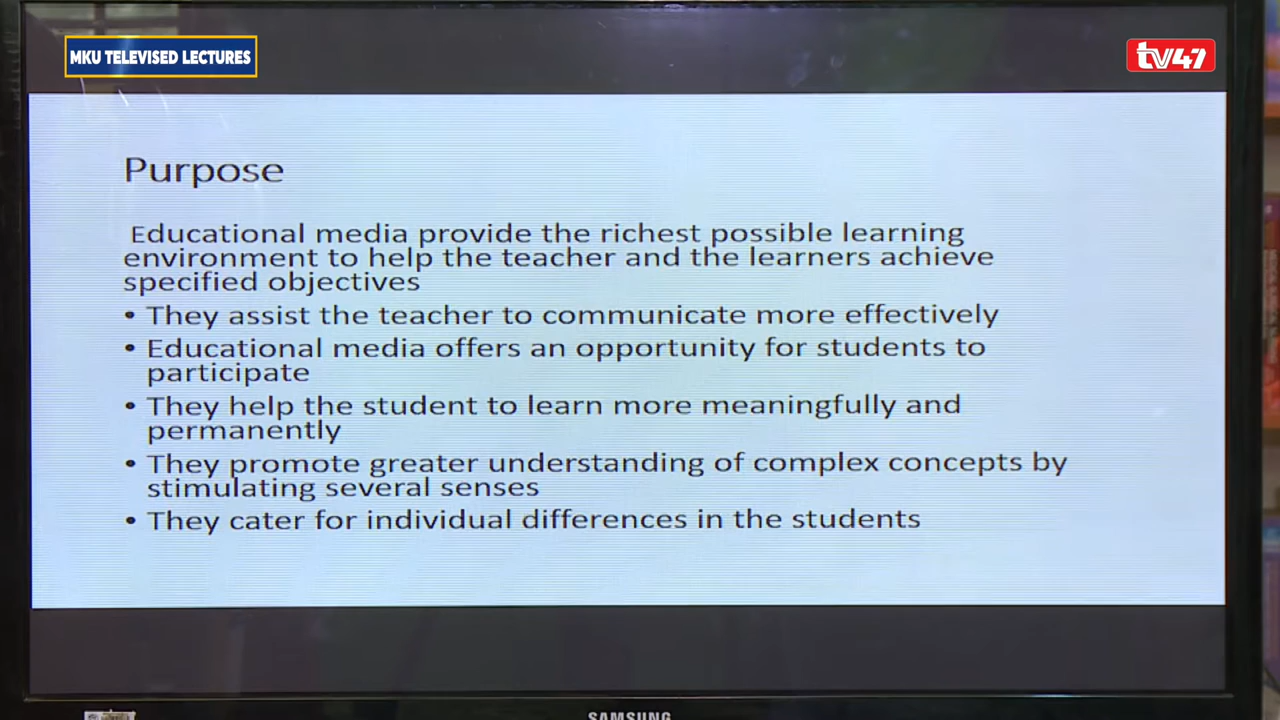 MKU TELEVISED LECTURES
tv47
Purpose
Educational media provide the richest possible learning
environment to help the teacher and the learners achieve
specified objectives
• They assist the teacher to communicate more effectively
• Educational media offers an opportunity for students to
participate
• They help the student to learn more meaningfully and
permanently
• They promote greater understanding of complex concepts by
stimulating several senses
• They cater for individual differences in the students
SAMSUNG